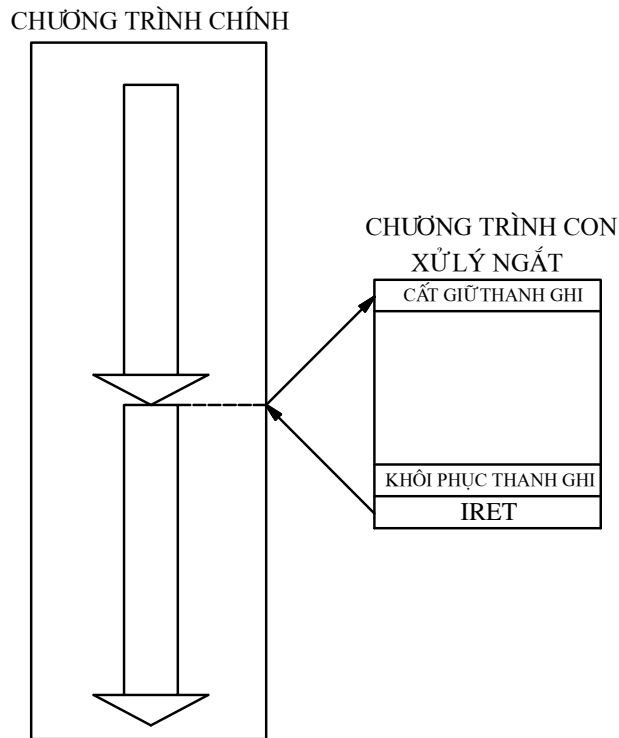 CHƯƠNG TRÌNH CHÍNH
CHƯƠNG TRÌNH CON
XỬ LÝ NGẮT
CẤT GIỮ THANH GHI
KHÔI PHỤC THANH GHI
IRET